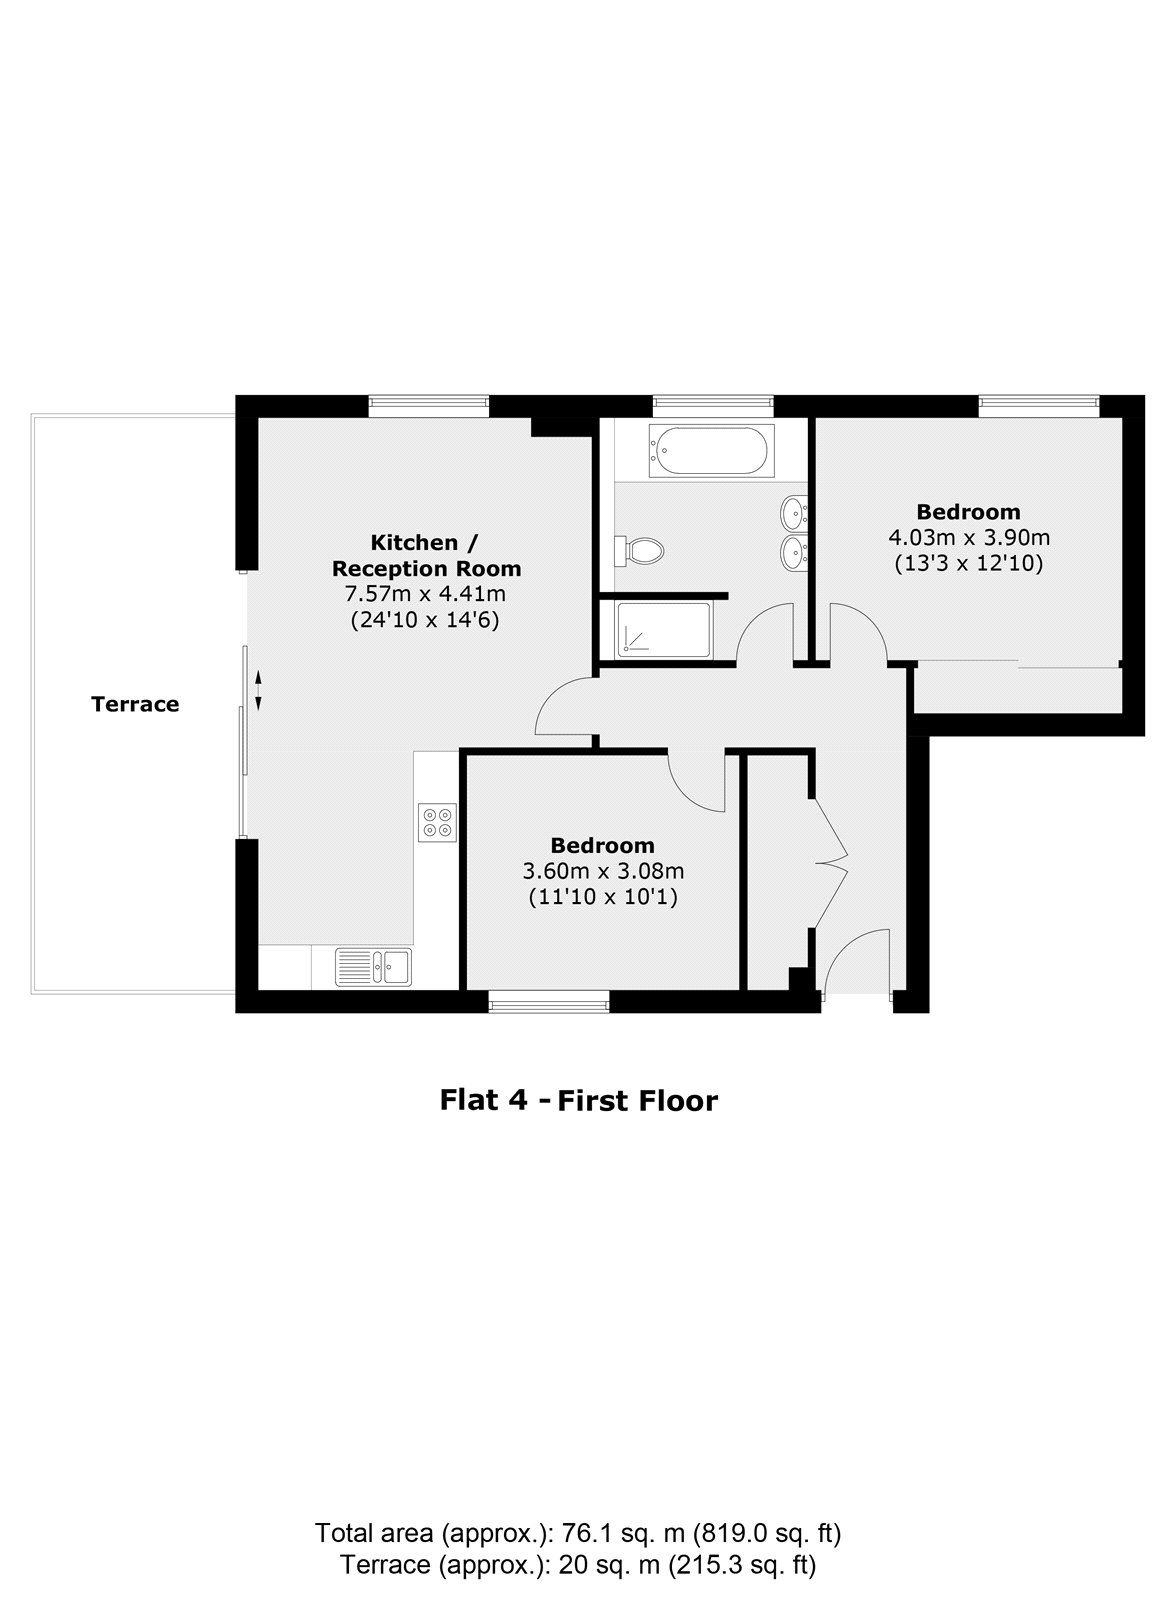 Kitchen /
Reception Room
7.57m x 4.41m
(24'10 x 14'6)
Bedroom
4.03m x 3.90m
(13'3 x 12'10)
Terrace
Bedroom
3.60m x 3.08m
(11'10 x 10'1)
Flat 4 - First Floor
Total area (approx.): 76.1 sq. m (819.0 sq. ft)
Terrace (approx.): 20 sq. m (215.3 sq. ft)